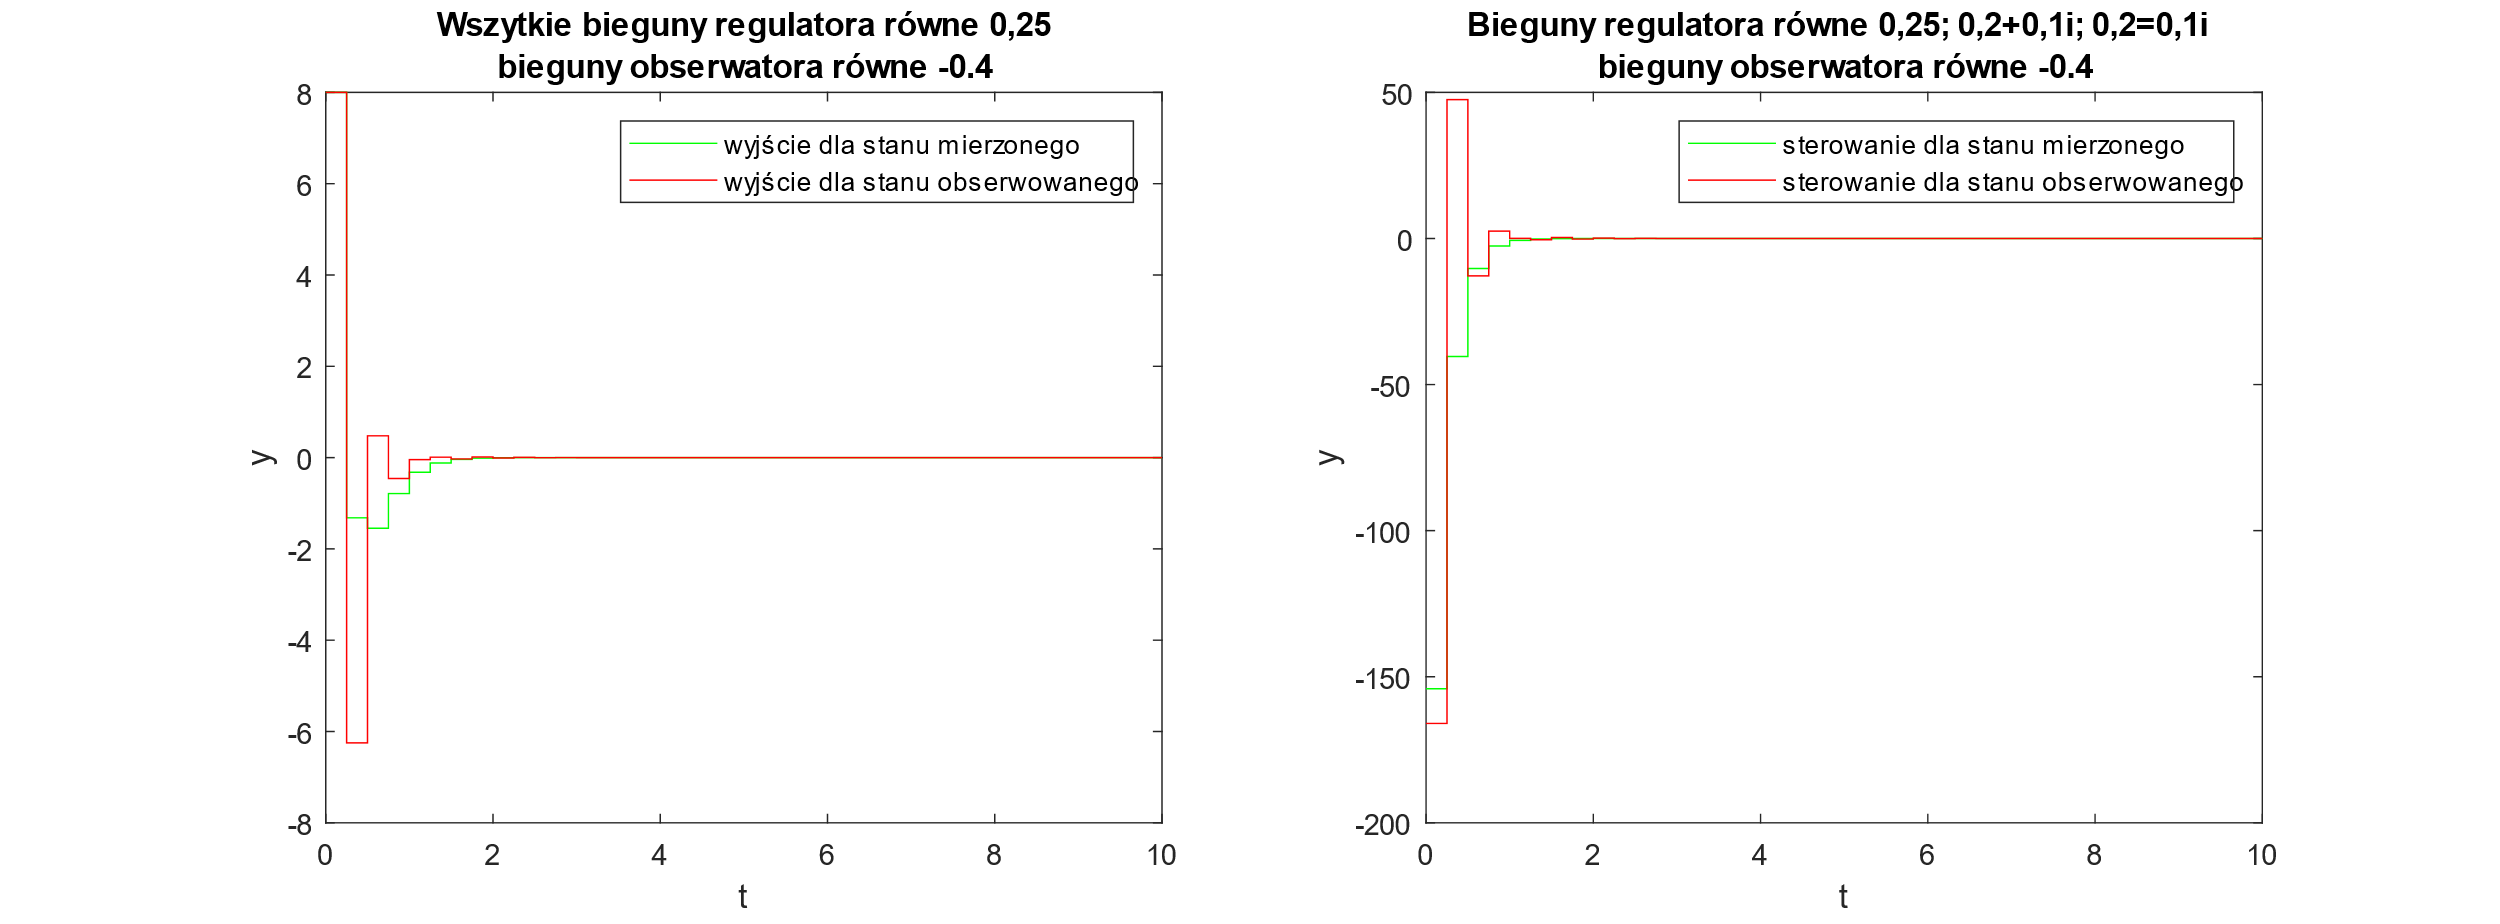 Wszytkie bieguny regulatora równe 0,25
bieguny obserwatora równe -0.4
8
6
4
2
0
-2
-4
-6
-8
y
0 2 4 6 8 10
t
wyjście dla stanu mierzonego
wyjście dla stanu obserwowanego
Bieguny regulatora równe 0,25; 0,2+0,1i; 0,2=0,1i
bieguny obserwatora równe -0.4
50
0
-50
-100
-150
-200
y
0 2 4 6 8 10
t
sterowanie dla stanu mierzonego
sterowanie dla stanu obserwowanego